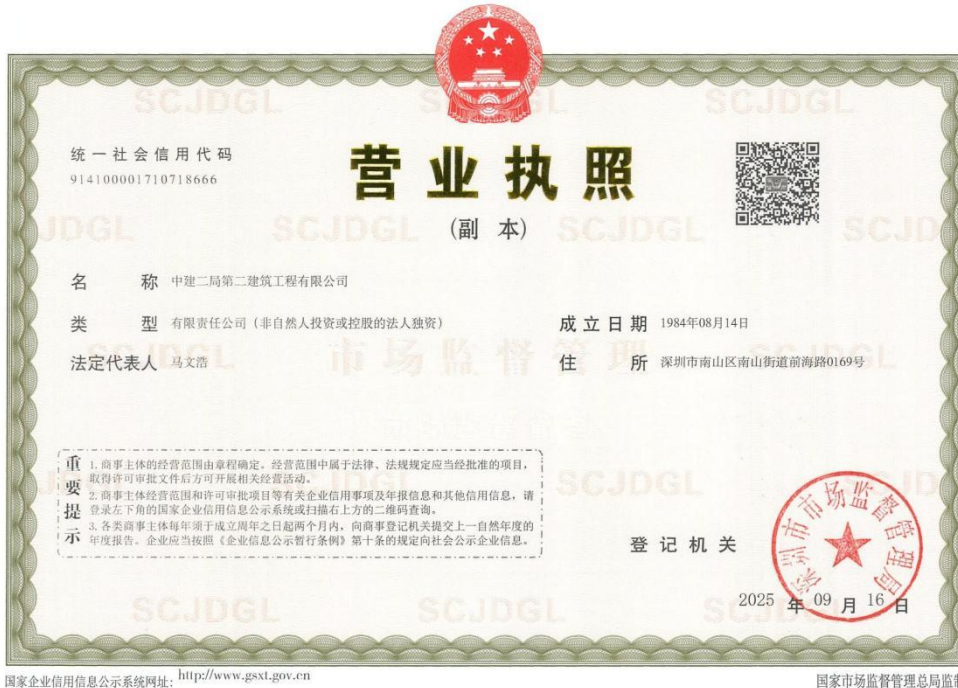 统一社会信用代码
914100001710718666
营业执照
(副 本)
名 称 中建二局第二建筑工程有限公司
类 型 有限责任公司（非自然人投资或控股的法人独资）
法定代表人 马文浩
成立日期 1984年08月14日
住 所 深圳市南山区南山街道前海路0169号
重要提示
1.商事主体的经营范围由章程确定。经营范围中属于法律、法规规定应当经批准的项目，
取得许可审批文件后方可开展相关经营活动。
2.商事主体经营范围和许可审批项目等有关企业信用事项及年报信息和其他信用信息，请
登录左下角的国家企业信用信息公示系统或扫描右上方的二维码查询。
3.各类商事主体每年须于成立周年之日起两个月内，向商事登记机关提交上一自然年度的
年度报告。企业应当按照《企业信息公示暂行条例》第十条的规定向社会公示企业信息。
登记机关
深圳市市场监督管理局
2025 年 09 月 16 日
SCJDGL
市场监督管理
国家企业信用信息公示系统网址：http://www.gsxt.gov.cn
国家市场监督管理总局监制